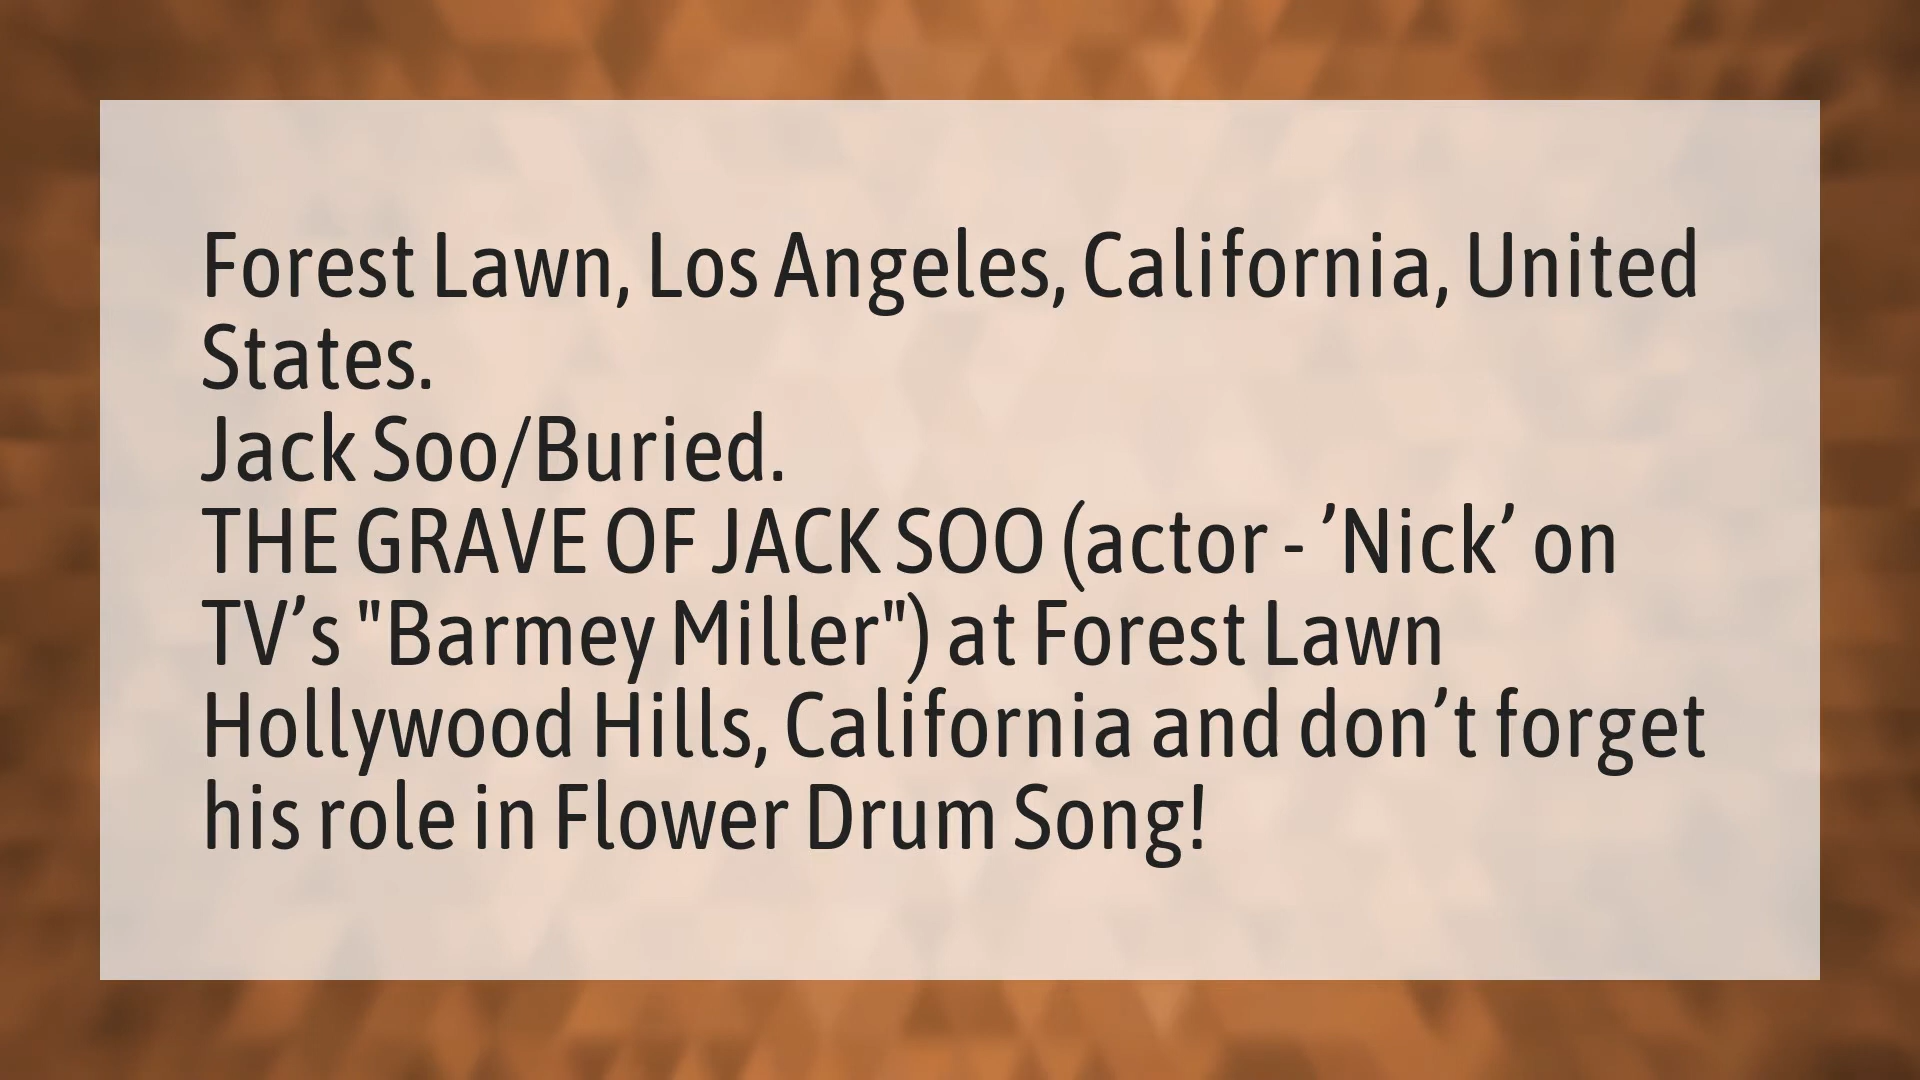 Forest Lawn, Los Angeles, California, United
States.
Jack Soo/Buried.
THE GRAVE OF JACK SOO (actor - ’Nick’ on
TV’s "Barmey Miller") at Forest Lawn
Hollywood Hills, California and don’t forget
his role in Flower Drum Song!